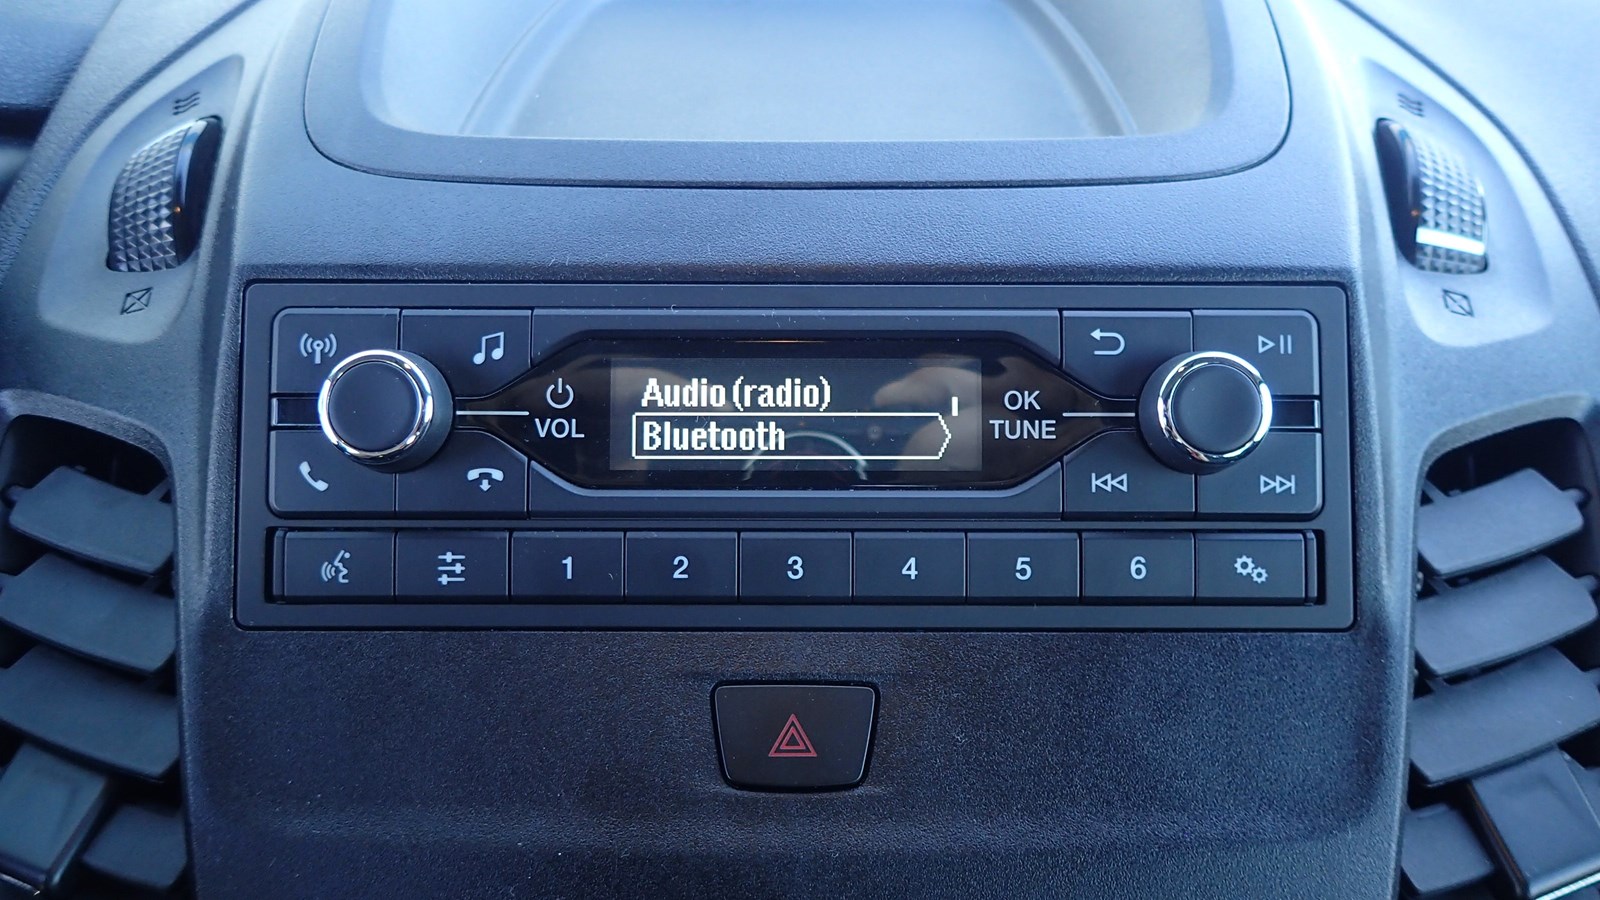 Audio (radio)
Bluetooth
VOL
OK
TUNE
1 2 3 4 5 6